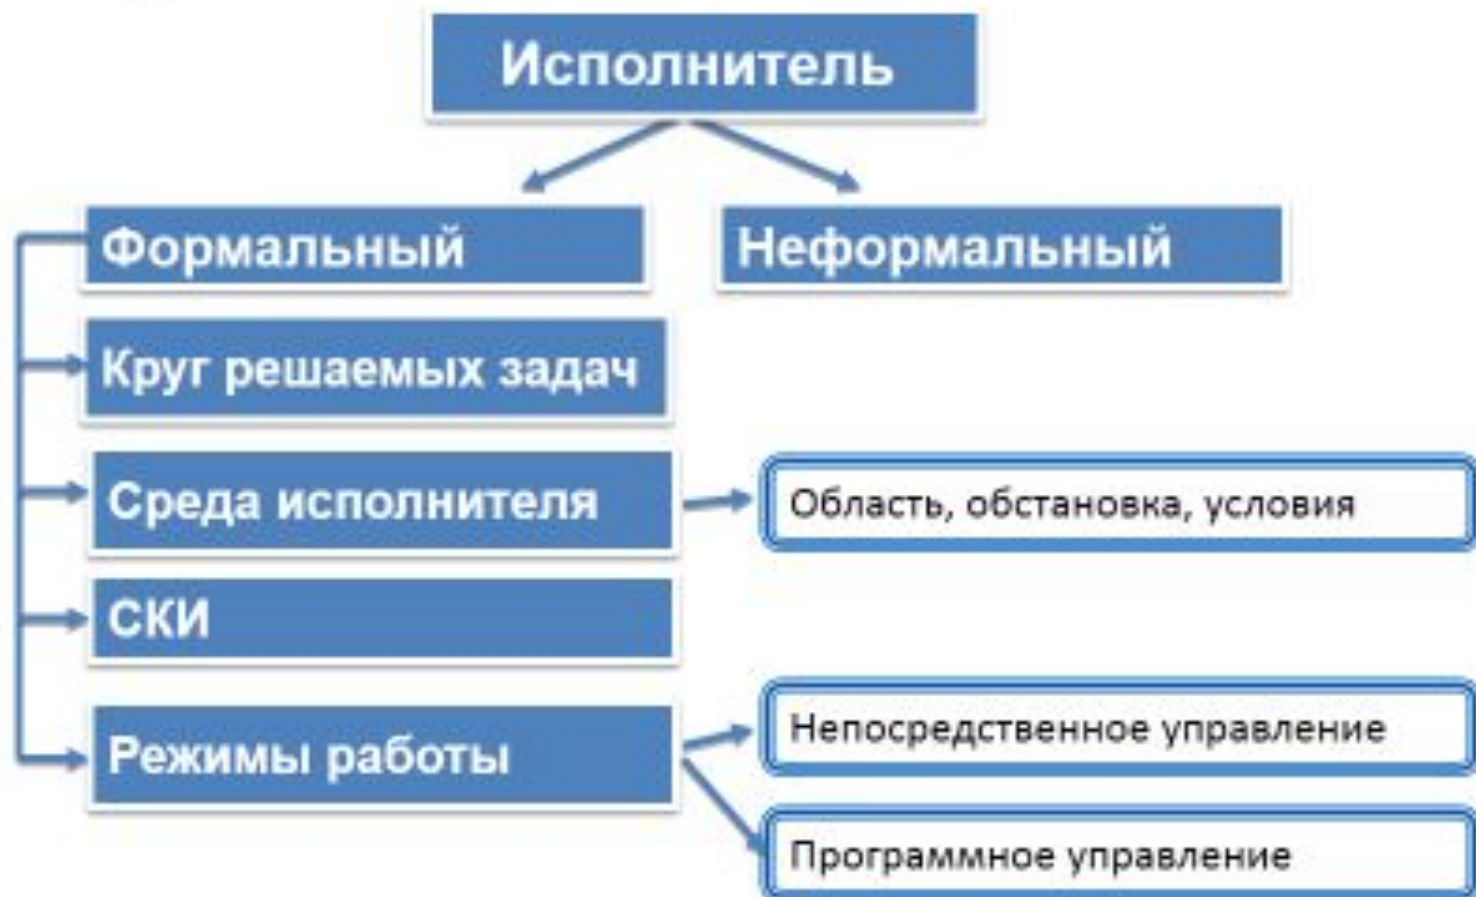 Исполнитель
Формальный
Неформальный
Круг решаемых задач
Среда исполнителя
Область, обстановка, условия
СКИ
Режимы работы
Непосредственное управление
Программное управление